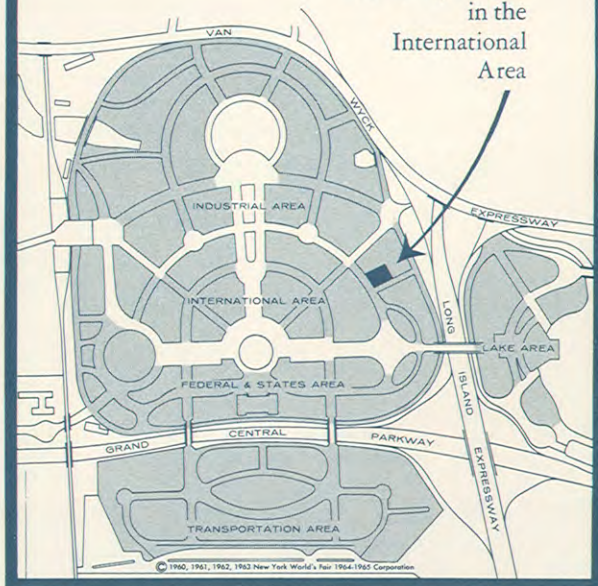 in the
International
Area
VAN
WYCK
EXPRESSWAY
INDUSTRIAL AREA
INTERNATIONAL AREA
LONG
ISLAND
EXPRESSWAY
LAKE AREA
FEDERAL & STATES AREA
GRAND
CENTRAL
PARKWAY
TRANSPORTATION AREA
© 1960, 1961, 1962, 1963 New York World's Fair 1964-1965 Corporation